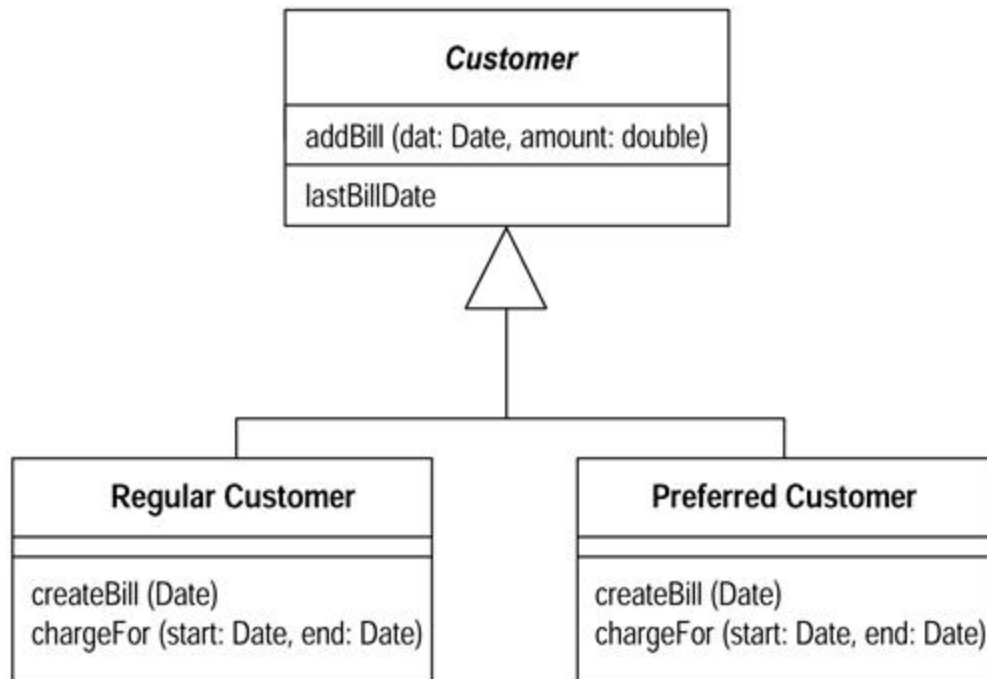 Customer
addBill (dat: Date, amount: double)
lastBillDate
Regular Customer
createBill (Date)
chargeFor (start: Date, end: Date)
Preferred Customer
createBill (Date)
chargeFor (start: Date, end: Date)